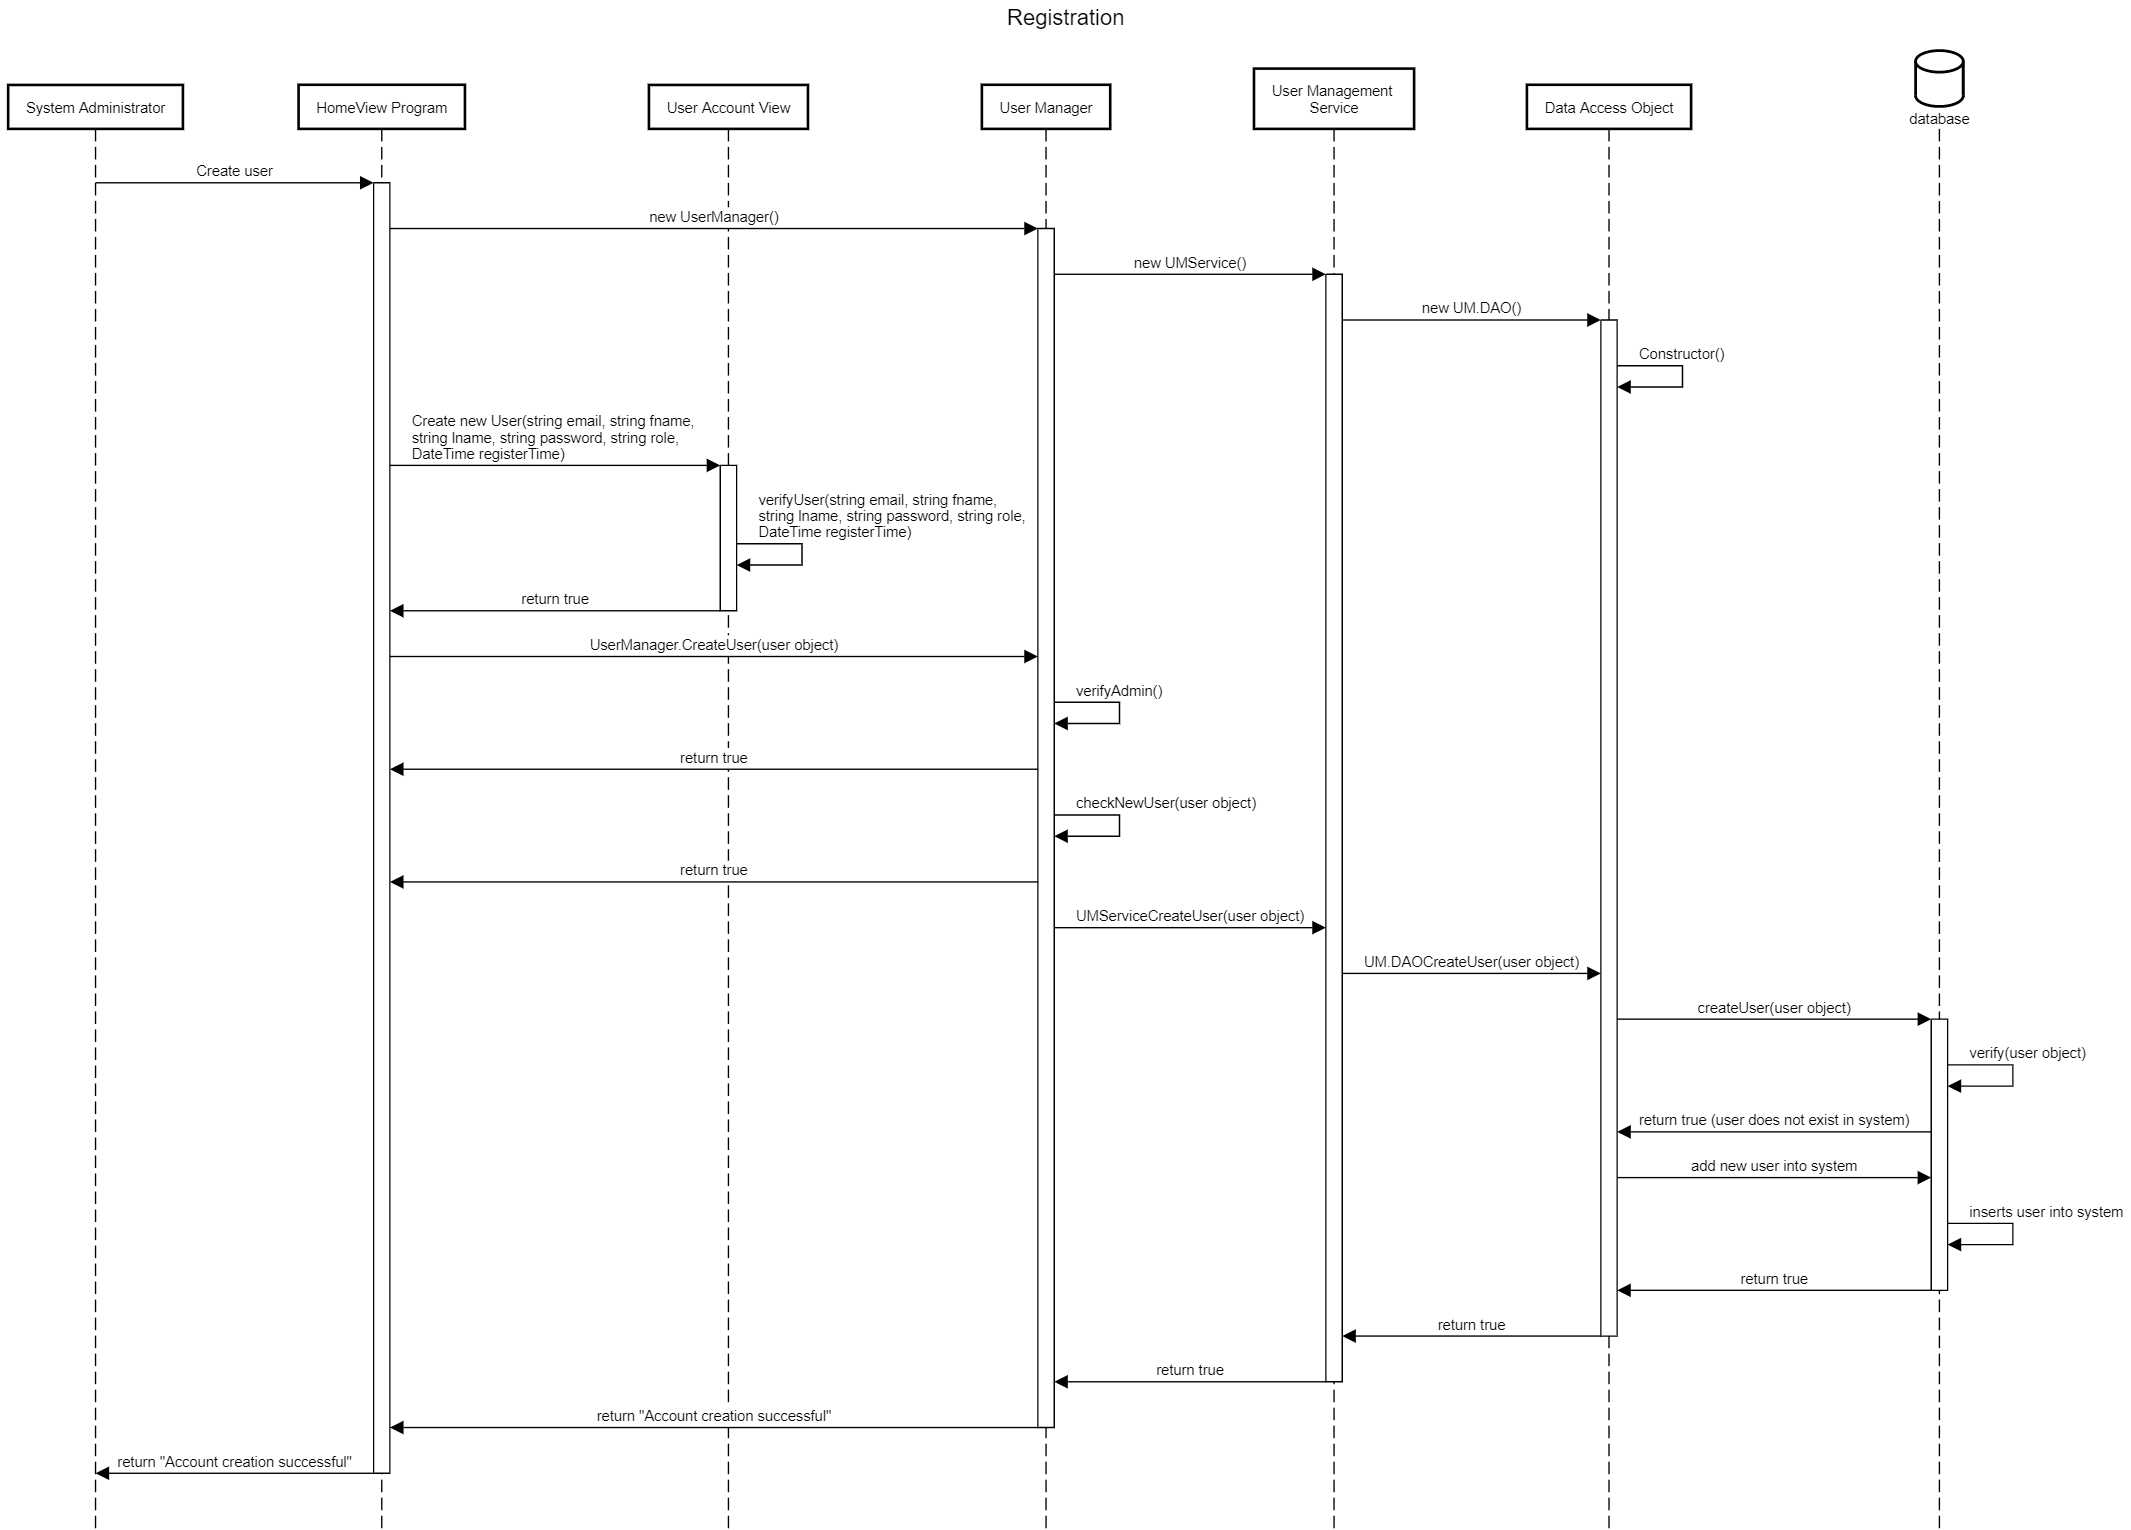 Registration
System Administrator
HomeView Program
User Account View
User Manager
User Management
Service
Data Access Object
database
Create user
new UserManager()
new UMService()
new UM.DAO()
Constructor()
Create new User(string email, string fname,
string lname, string password, string role,
DateTime registerTime)
verifyUser(string email, string fname,
string lname, string password, string role,
DateTime registerTime)
return true
UserManager.CreateUser(user object)
verifyAdmin()
return true
checkNewUser(user object)
return true
UMServiceCreateUser(user object)
UM.DAOCreateUser(user object)
createUser(user object)
verify(user object)
return true (user does not exist in system)
add new user into system
inserts user into system
return true
return true
return true
return "Account creation successful"
return "Account creation successful"